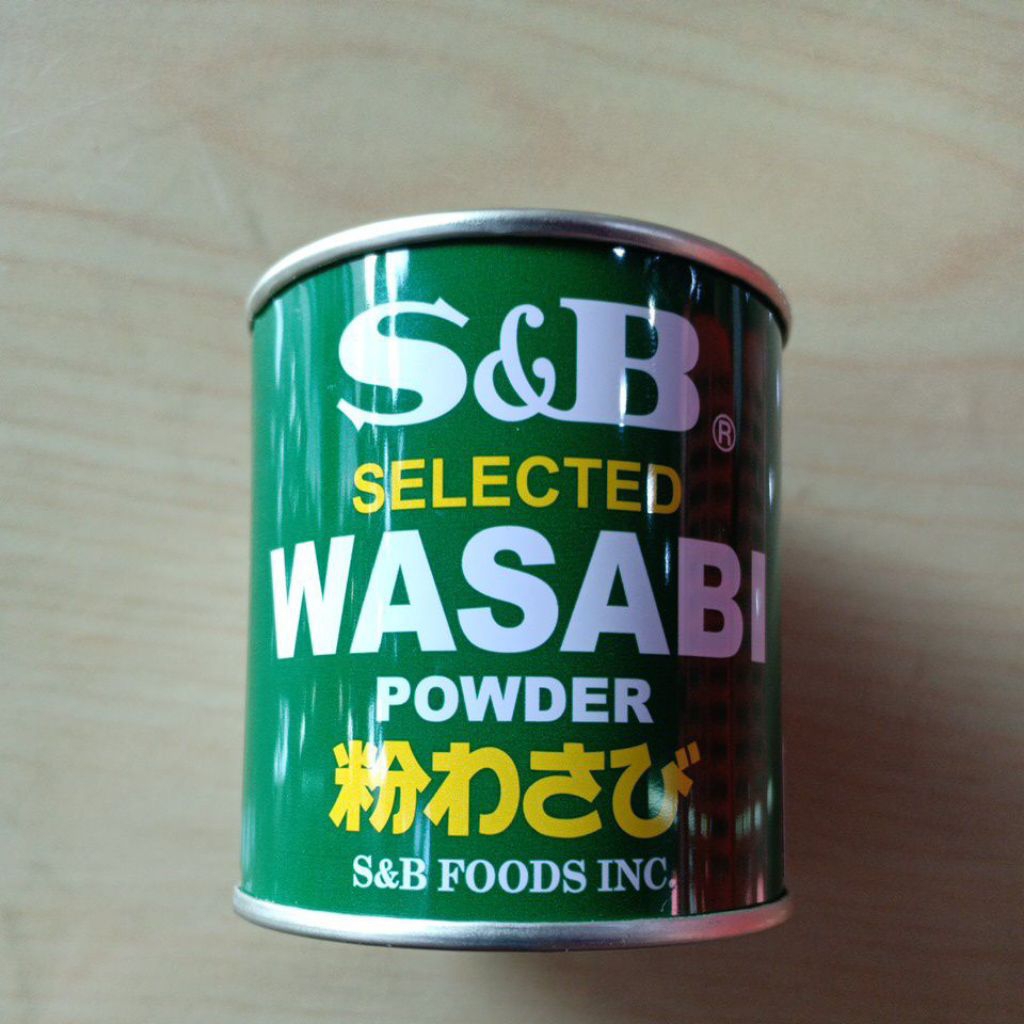 S&B ®
SELECTED
WASABI
POWDER
粉わさび
S&B FOODS INC.